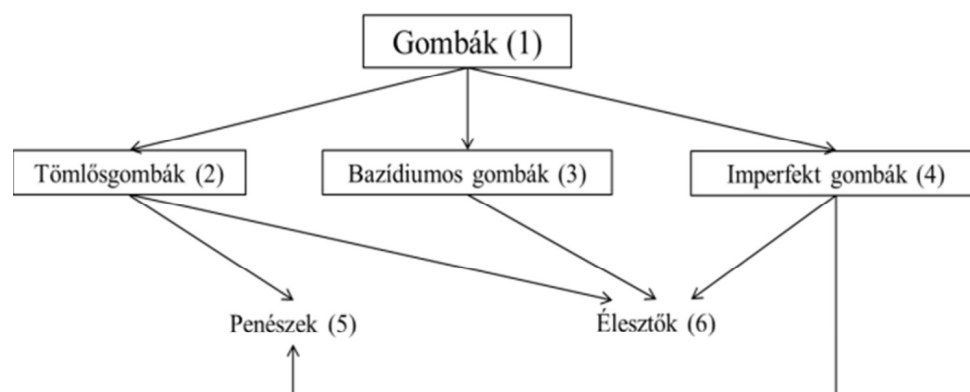 Gombák (1)
Tömlősgombák (2)
Bazídiumos gombák (3)
Imperfekt gombák (4)
Penészek (5)
Élesztők (6)